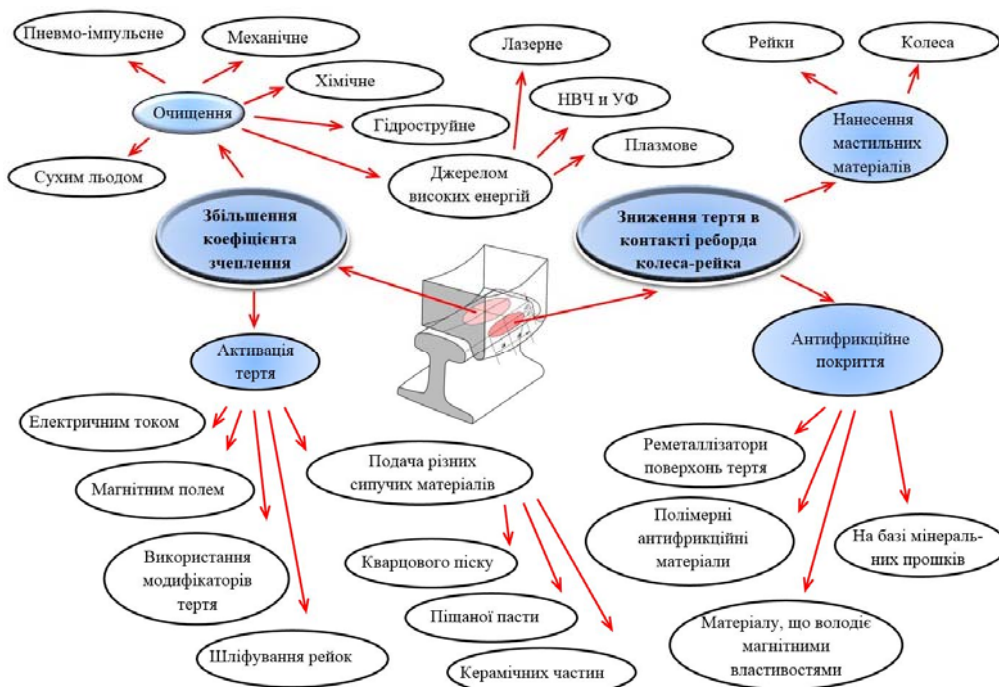 Пневмо-імпульсне
Механічне
Лазерне
Рейки
Колеса
Хімічне
НВЧ и УФ
Очищення
Гідроструйне
Плазмове
Нанесення
мастильних
матеріалів
Сухим льодом
Джерелом
високих енергій
Збільшення
коефіцієнта
зчеплення
Зниження тертя в
контакті реборда
колеса-рейка
Активація
тертя
Антифрикційне
покриття
Електричним током
Магнітним полем
Подача різних
сипучих матеріалів
Використання
модифікаторів
тертя
Шліфування рейок
Кварцового піску
Піщаної пасти
Керамічних частин
Реметаллізатори
поверхонь тертя
Полімерні
антифрикційні
матеріали
На базі мінераль-
них прошків
Матеріалу, що володіє
магнітними
властивостями